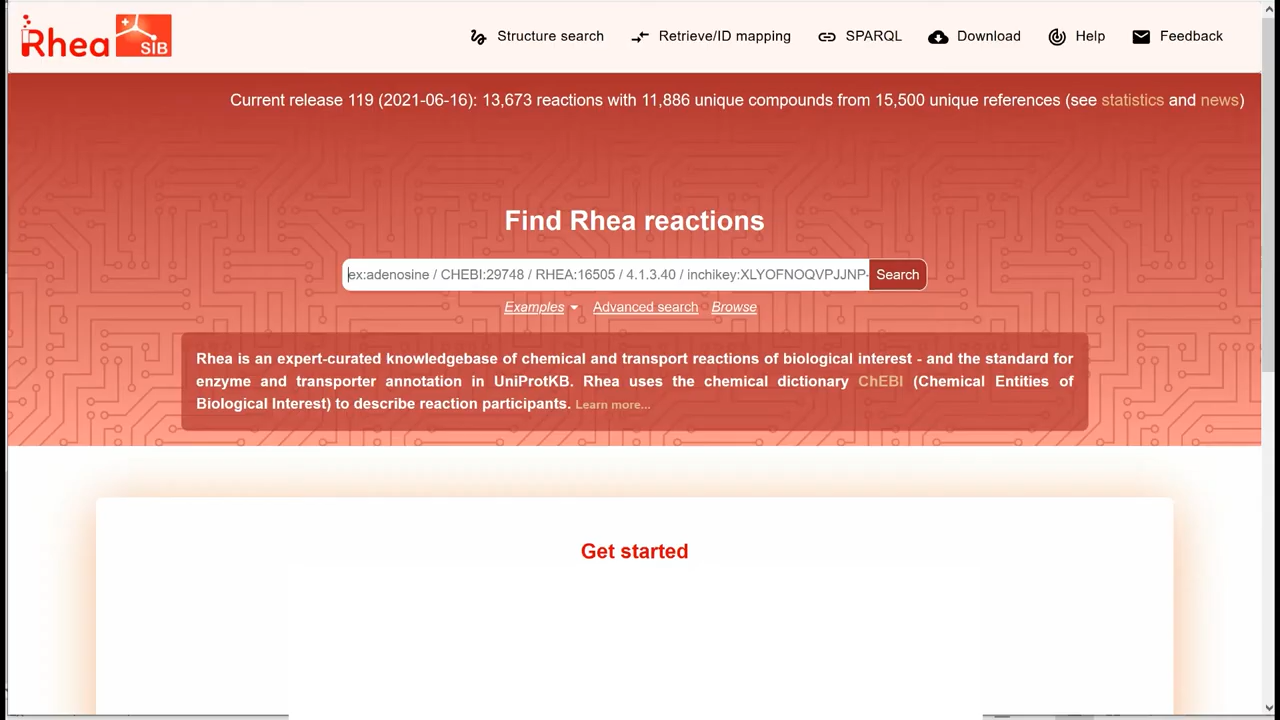 Rhea SIB
Structure search Retrieve/ID mapping SPARQL Download Help Feedback
Current release 119 (2021-06-16): 13,673 reactions with 11,886 unique compounds from 15,500 unique references (see statistics and news)
Find Rhea reactions
ex:adenosine / CHEBI:29748 / RHEA:16505 / 4.1.3.40 / inchikey:XLYOFNOQVPJJNP- Search
Examples Advanced search Browse
Rhea is an expert-curated knowledgebase of chemical and transport reactions of biological interest - and the standard for
enzyme and transporter annotation in UniProtKB. Rhea uses the chemical dictionary ChEBI (Chemical Entities of
Biological Interest) to describe reaction participants. Learn more...
Get started